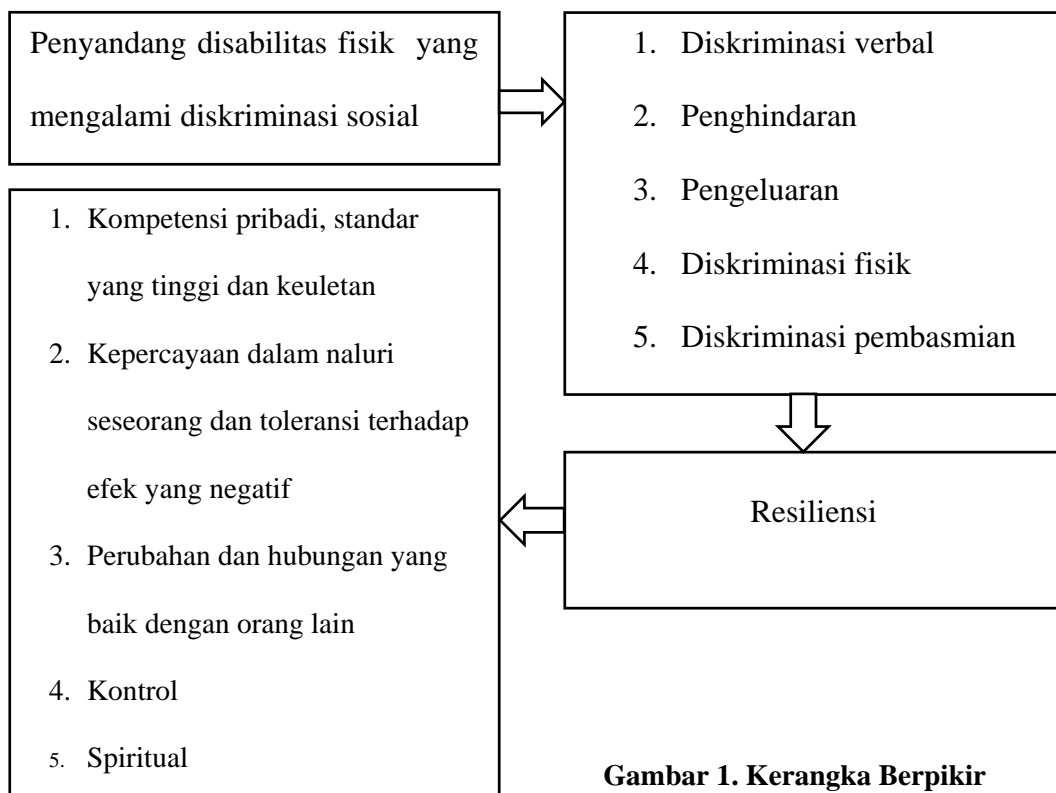 Penyandang disabilitas fisik yang
mengalami diskriminasi sosial
1. Diskriminasi verbal
2. Penghindaran
3. Pengeluaran
4. Diskriminasi fisik
5. Diskriminasi pembasmian
Resiliensi
1. Kompetensi pribadi, standar
yang tinggi dan keuletan
2. Kepercayaan dalam naluri
seseorang dan toleransi terhadap
efek yang negatif
3. Perubahan dan hubungan yang
baik dengan orang lain
4. Kontrol
5. Spiritual
Gambar 1. Kerangka Berpikir